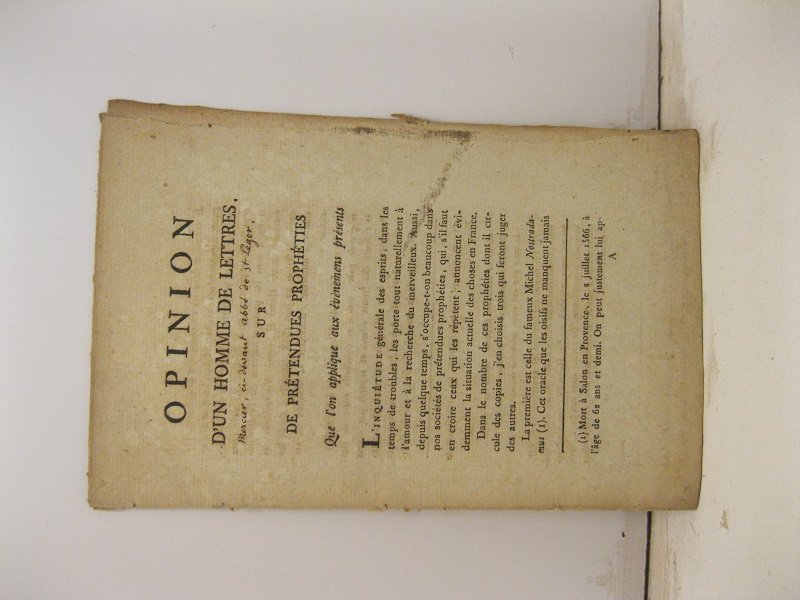 OPINION
D'UN HOMME DE LETTRES,
Mercier, ci-devant abbé de St Léger.
SUR
DE PRÉTENDUES PROPHÉTIES
Que l'on applique aux événemens présents
L'INQUIÉTUDE générale des esprits, dans les
temps de troubles, les porte tout naturellement à
l'amour et à la recherche du merveilleux. Aussi,
depuis quelque temps, s'occupe-t-on beaucoup dans
nos sociétés de prétendues prophéties, qui, s'il faut
en croire ceux qui les répètent, annoncent évi-
demment la situation actuelle des choses en France.
Dans le nombre de ces prophéties dont il cir-
cule des copies, j'en choisis trois qui feront juger
des autres.
La première est celle du fameux Michel Nostrada-
mus (1). Cet oracle que les oisifs ne manquent jamais
(1) Mort à Salon en Provence, le 2 juillet 1566, à
l'âge de 62 ans et demi. On peut justement lui ap-
A